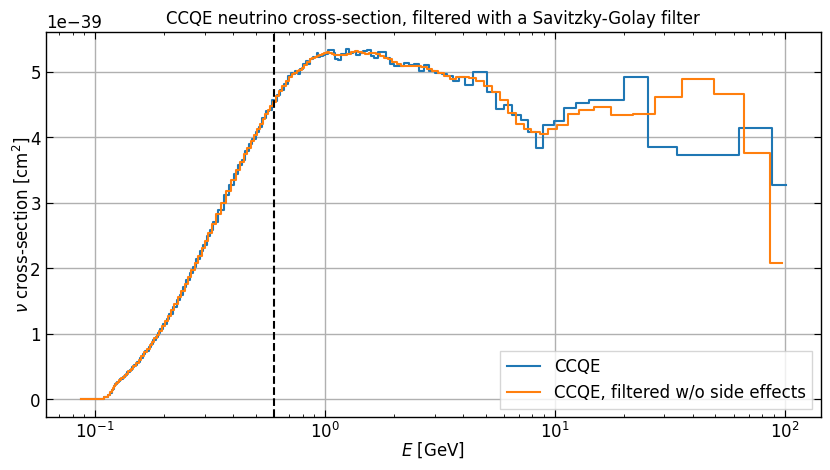 CCQE neutrino cross-section, filtered with a Savitzky-Golay filter
1e−39
5
4
3
2
1
0
ν cross-section [cm²]
10⁻¹
10⁰
10¹
10²
E [GeV]
CCQE
CCQE, filtered w/o side effects